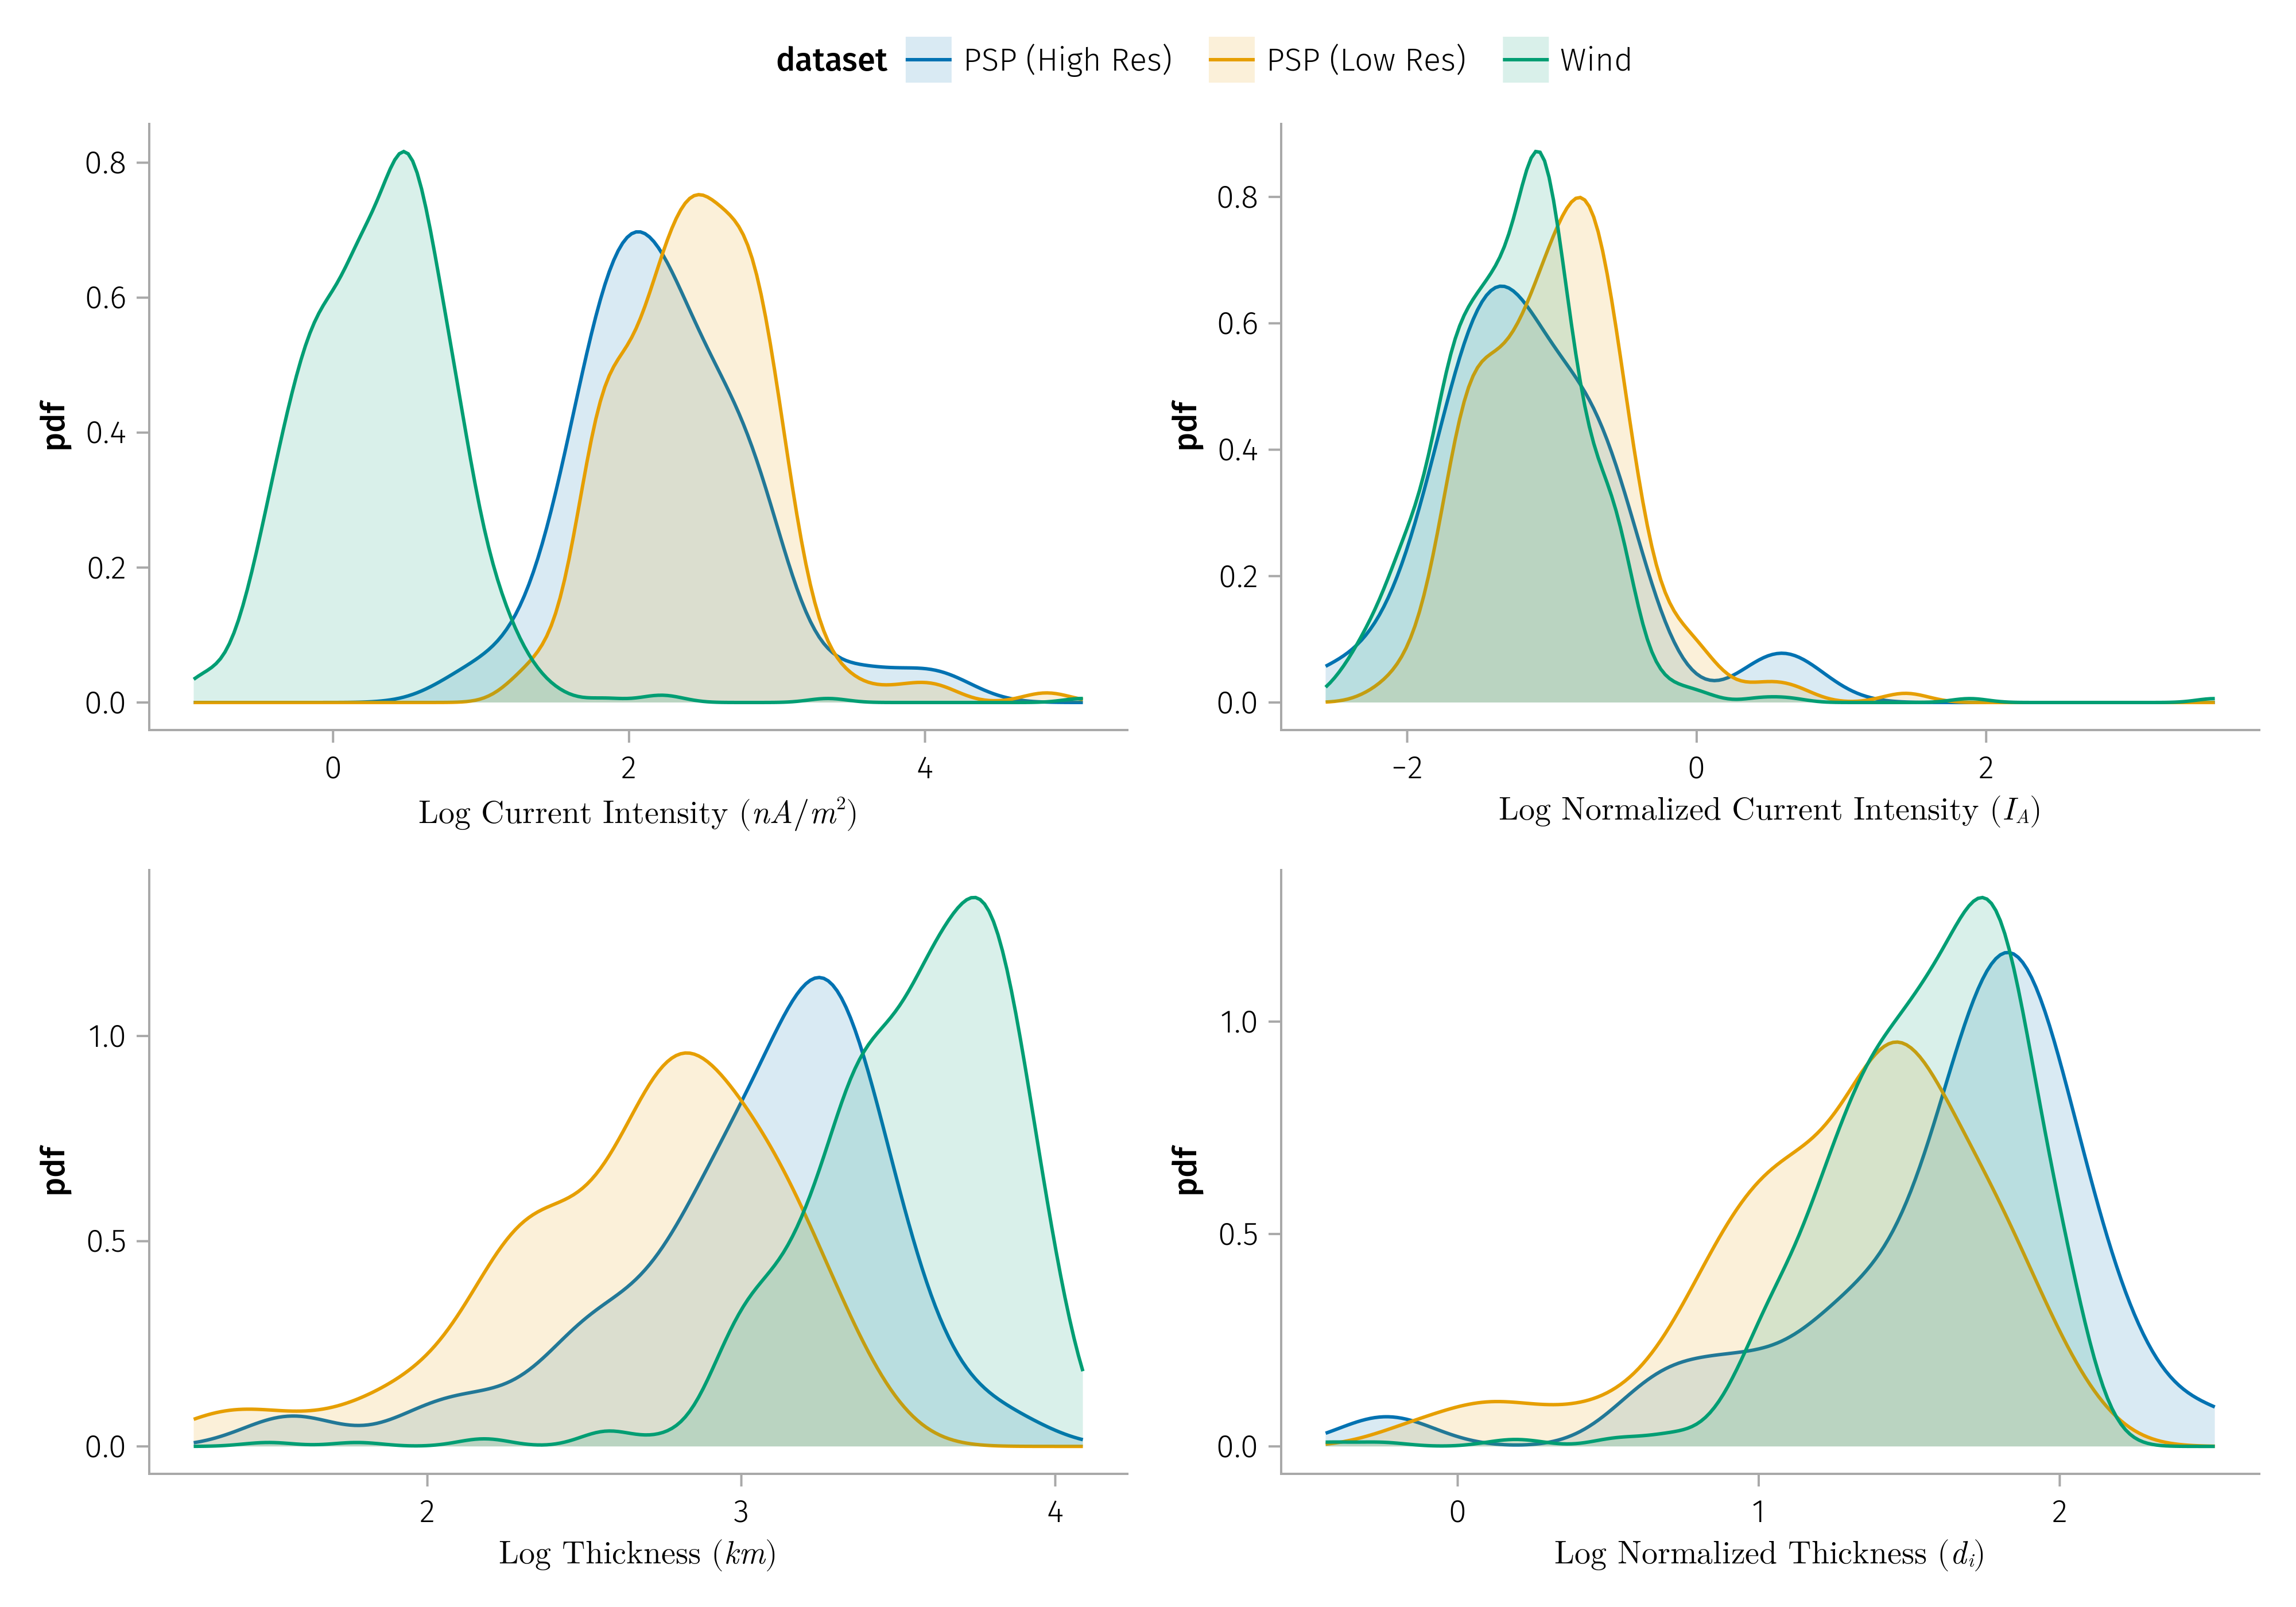 dataset PSP (High Res) PSP (Low Res) Wind
0.8
0.6
0.4
0.2
0.0
pdf
0 2 4
Log Current Intensity (nA/m²)
0.8
0.6
0.4
0.2
0.0
pdf
−2 0 2
Log Normalized Current Intensity (I_A)
1.0
0.5
0.0
pdf
2 3 4
Log Thickness (km)
1.0
0.5
0.0
pdf
0 1 2
Log Normalized Thickness (d_i)